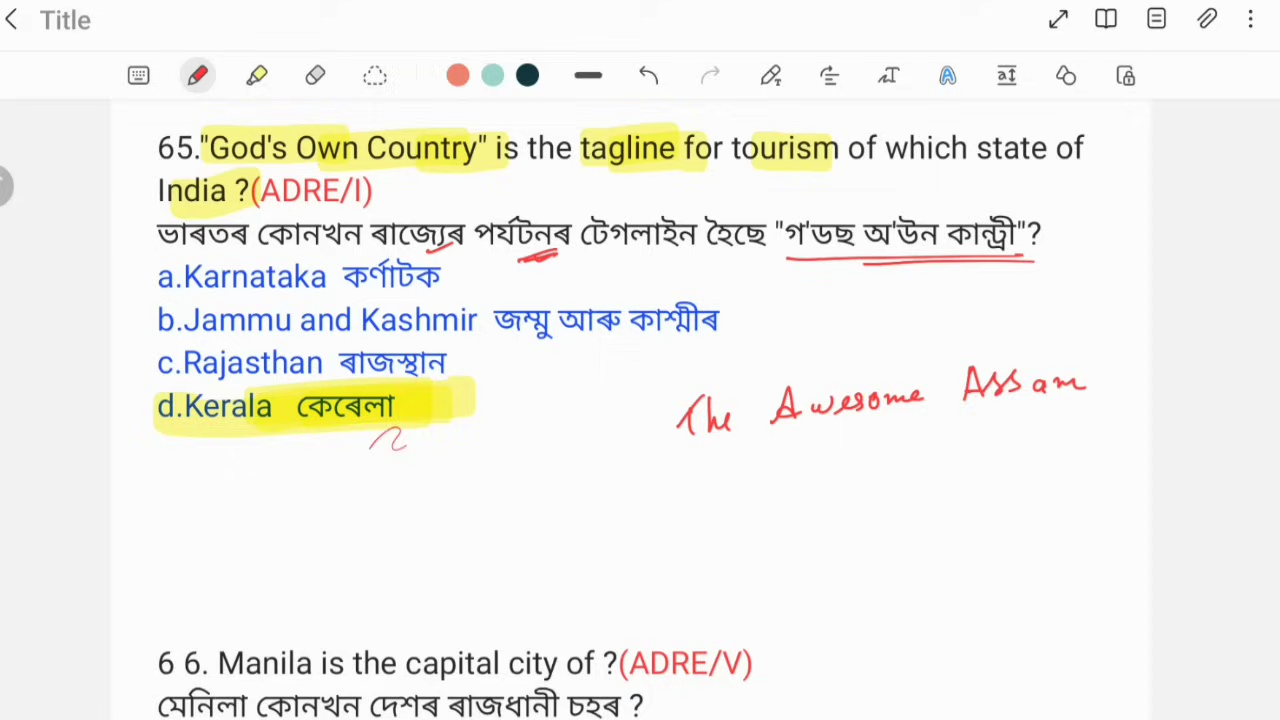 Title
65."God's Own Country" is the tagline for tourism of which state of
India ?(ADRE/I)
ভাৰতৰ কোনখন ৰাজ্যেৰ পৰ্যটনৰ টেগলাইন হৈছে "গ'ডছ অ'উন কান্ট্ৰী"?
a.Karnataka কৰ্ণাটক
b.Jammu and Kashmir জম্মু আৰু কাশ্মীৰ
c.Rajasthan ৰাজস্থান
d.Kerala কেৰেলা
The Awesome Assam
6 6. Manila is the capital city of ?(ADRE/V)
মেনিলা কোনখন দেশৰ ৰাজধানী চহৰ ?